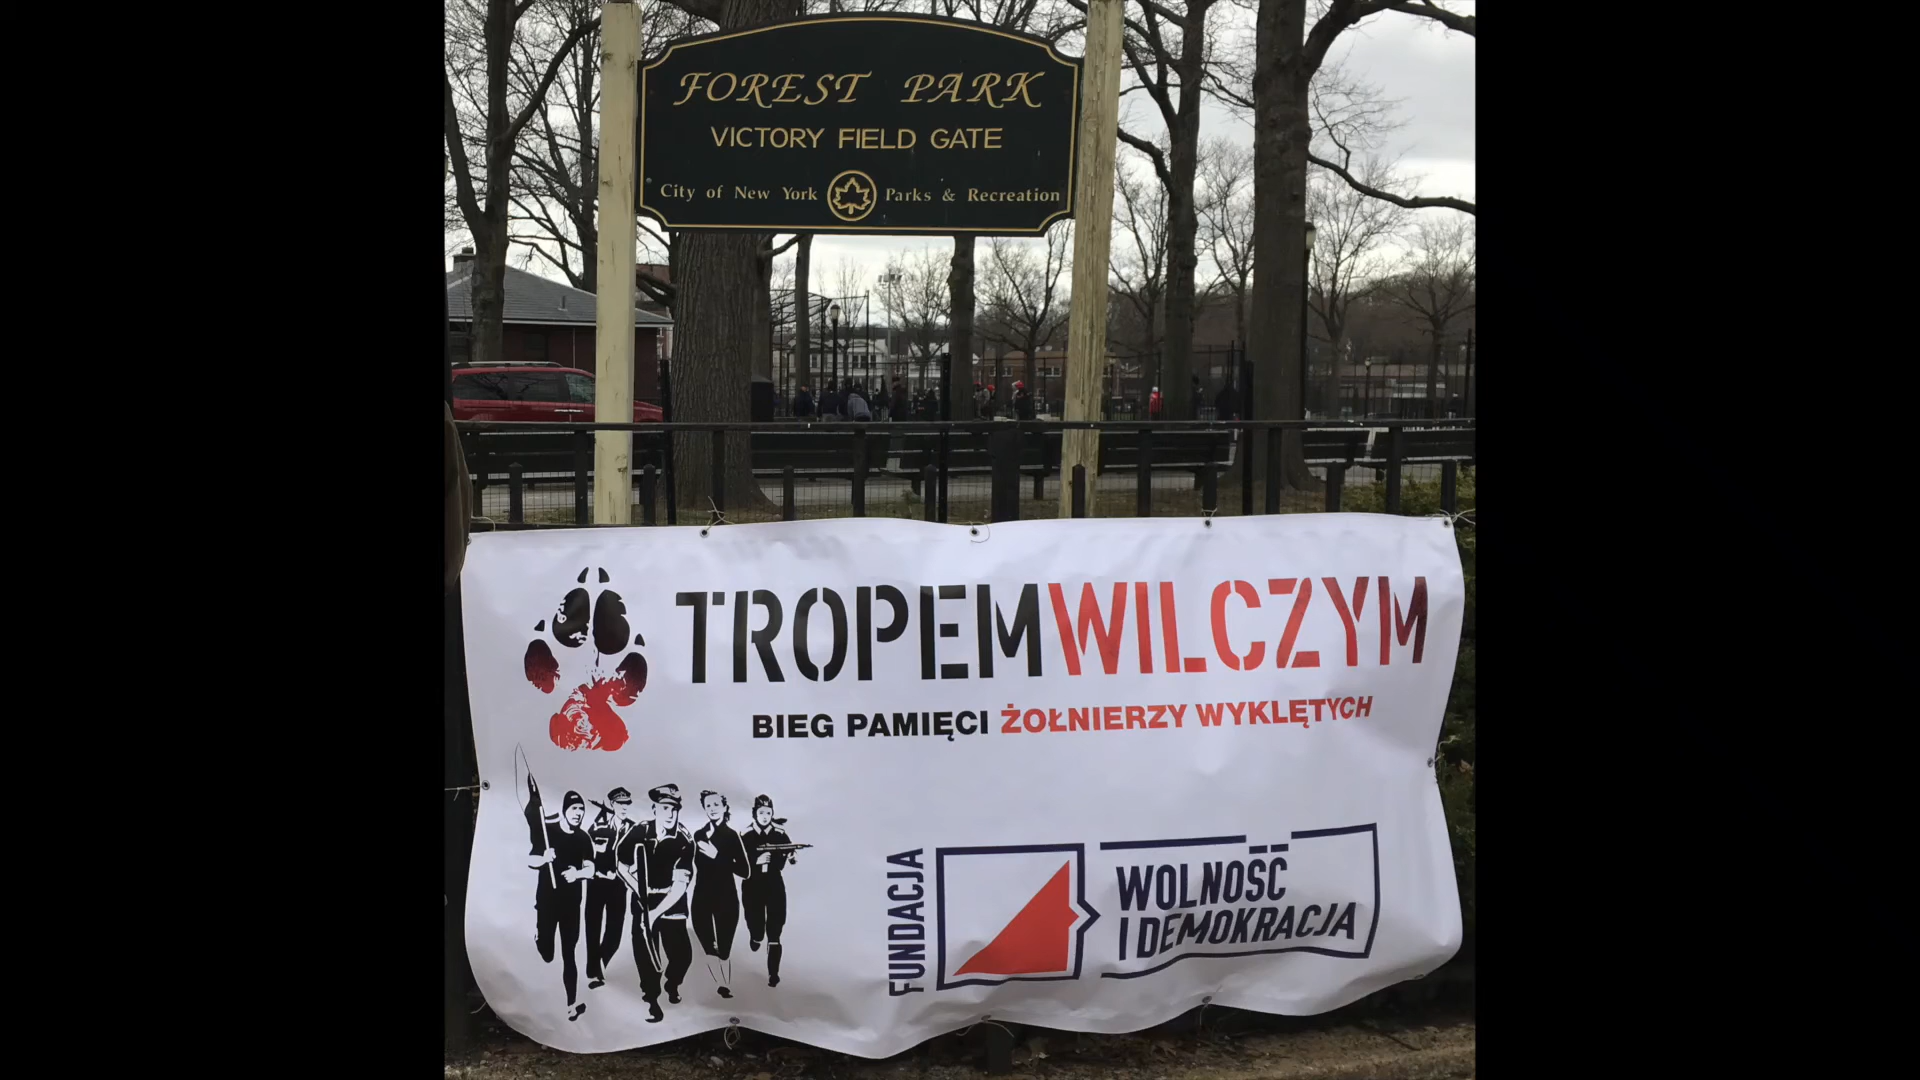 FOREST PARK
VICTORY FIELD GATE
City of New York Parks & Recreation
TROPEMWILCZYM
BIEG PAMIĘCI ŻOŁNIERZY WYKLĘTYCH
FUNDACJA
WOLNOŚĆ
I DEMOKRACJA